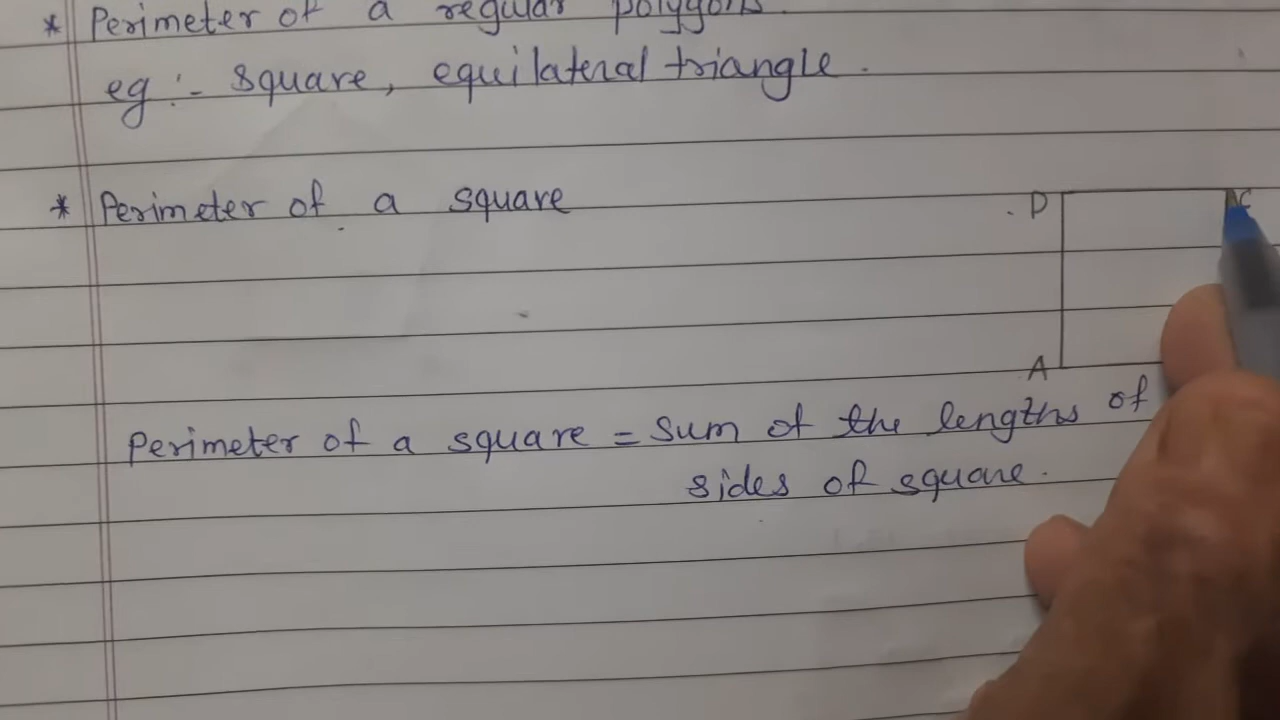 * Perimeter of a regular polygons.
eg :- square, equilateral triangle.
* Perimeter of a square
D C
A
Perimeter of a square = sum of the lengths of
sides of square.